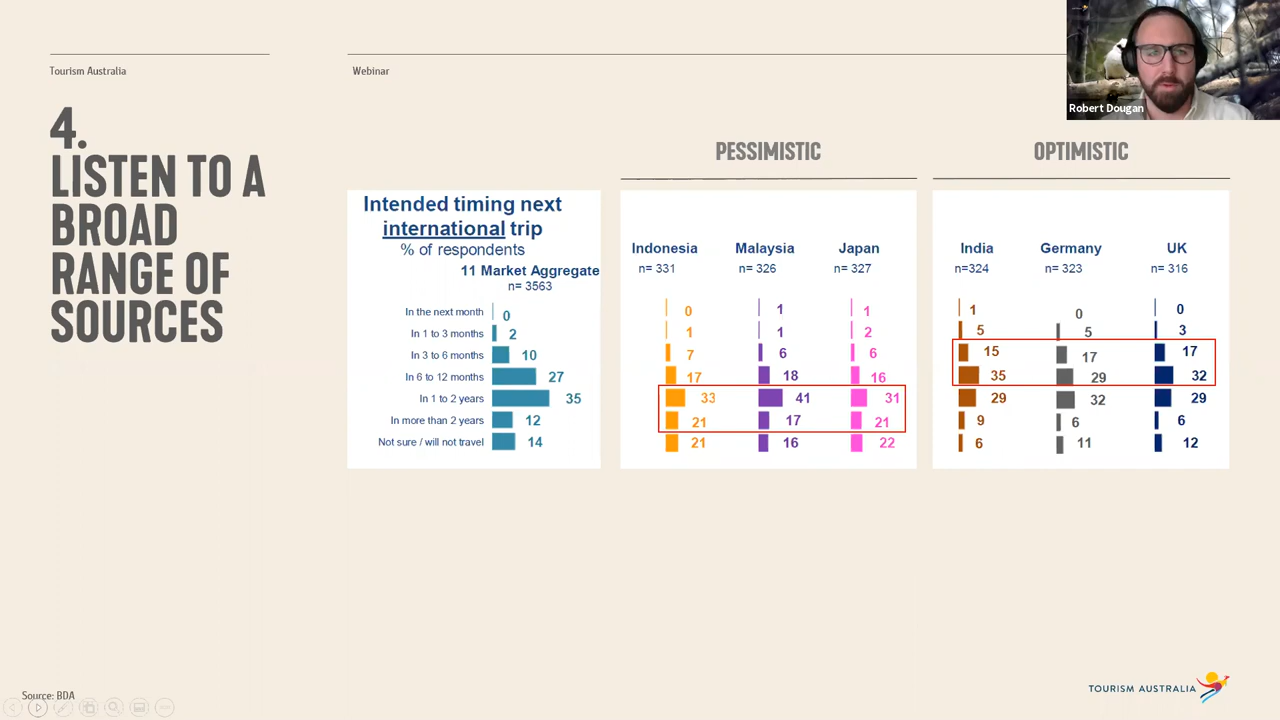 Tourism Australia
Webinar
Robert Dougan
4.
LISTEN TO A
BROAD
RANGE OF
SOURCES
PESSIMISTIC
OPTIMISTIC
Intended timing next
international trip
% of respondents
11 Market Aggregate
n= 3563
Indonesia Malaysia Japan
n= 331 n= 326 n= 327
India Germany UK
n=324 n= 323 n= 316
In the next month 0 0 1 1 1 0 0
In 1 to 3 months 2 1 1 2 5 5 3
In 3 to 6 months 10 7 6 6 15 17 17
In 6 to 12 months 27 17 18 16 35 29 32
In 1 to 2 years 35 33 41 31 29 32 29
In more than 2 years 12 21 17 21 9 6 6
Not sure / will not travel 14 21 16 22 6 11 12
Source: BDA
TOURISM AUSTRALIA